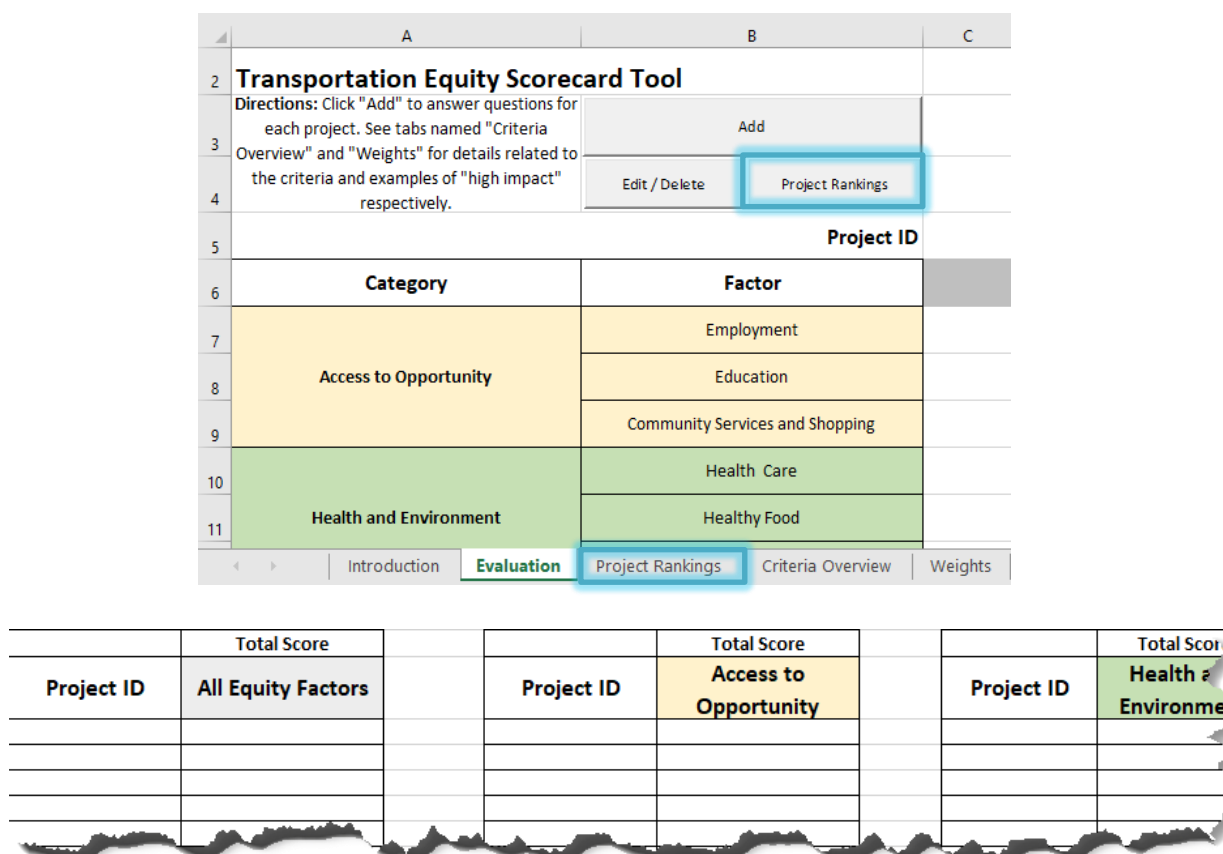 A B C
2 Transportation Equity Scorecard Tool
Directions: Click "Add" to answer questions for
each project. See tabs named "Criteria
Overview" and "Weights" for details related to
the criteria and examples of "high impact"
respectively.
3 Add
4 Edit / Delete Project Rankings
5 Project ID
6 Category Factor
7 Employment
8 Access to Opportunity Education
9 Community Services and Shopping
10 Health Care
11 Health and Environment Healthy Food
Introduction Evaluation Project Rankings Criteria Overview Weights
Total Score Total Score Total Scor
Project ID All Equity Factors Project ID Access to
Opportunity Project ID Health a
Environme